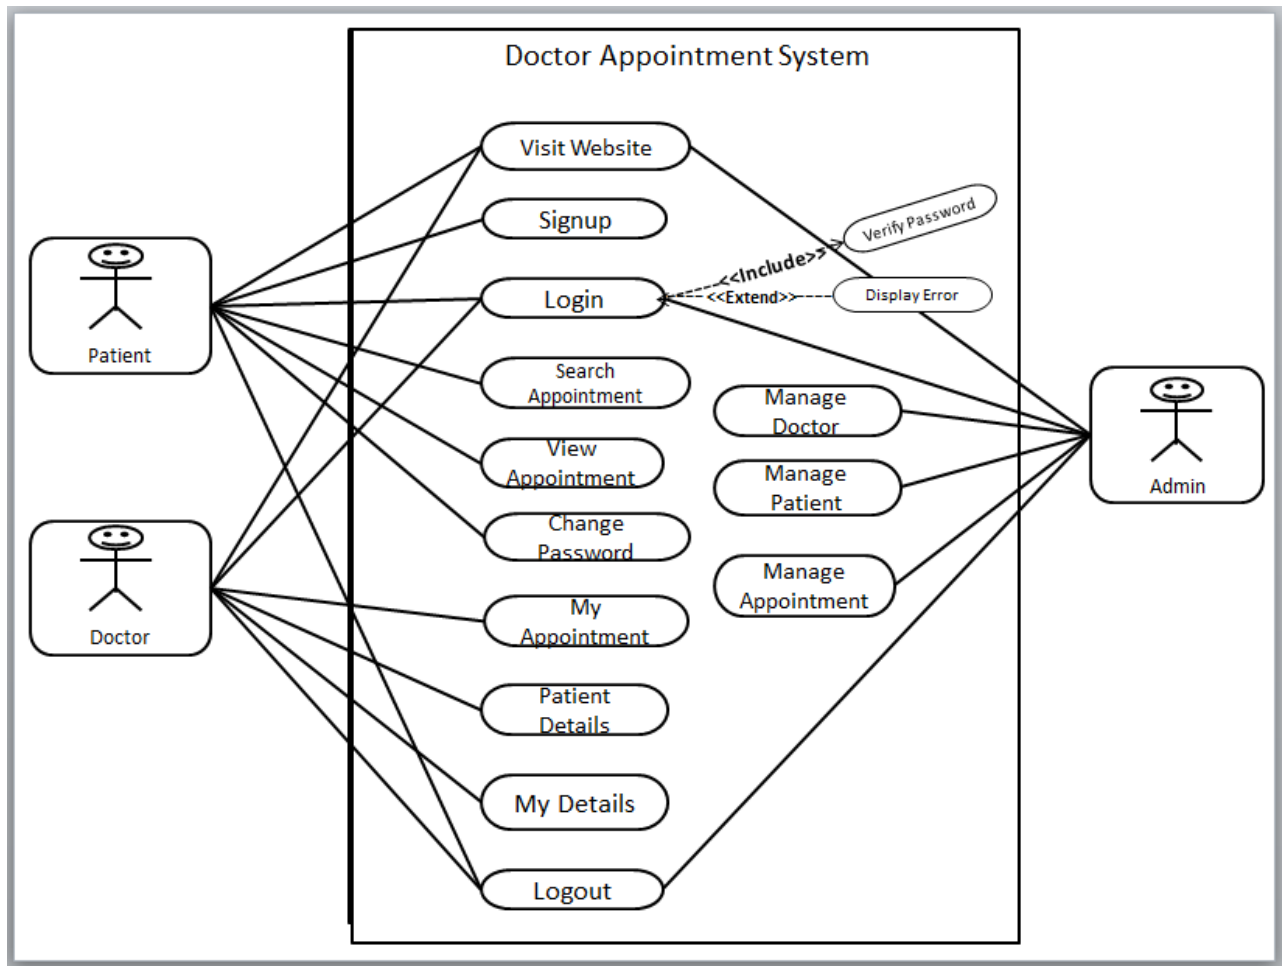 Doctor Appointment System
Visit Website
Signup
Verify Password
<<Include>>
Login
<<Extend>>
Display Error
Patient
Search
Appointment
Manage
Doctor
View
Appointment
Manage
Patient
Admin
Change
Password
Manage
Appointment
Doctor
My
Appointment
Patient
Details
My Details
Logout